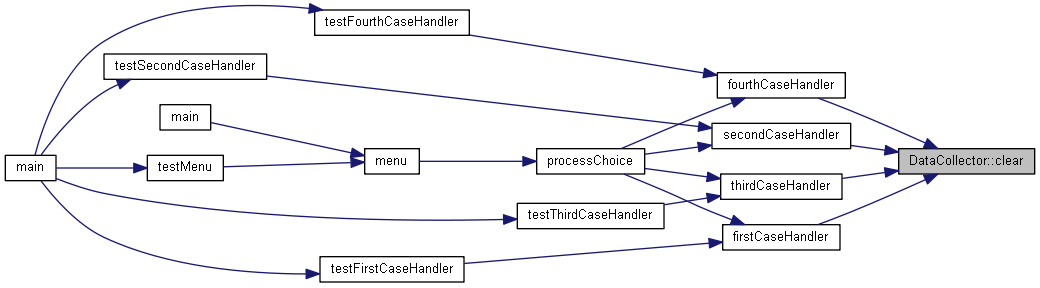 testFourthCaseHandler
testSecondCaseHandler
fourthCaseHandler
main
secondCaseHandler
main
testMenu
menu
processChoice
DataCollector::clear
thirdCaseHandler
testThirdCaseHandler
firstCaseHandler
testFirstCaseHandler